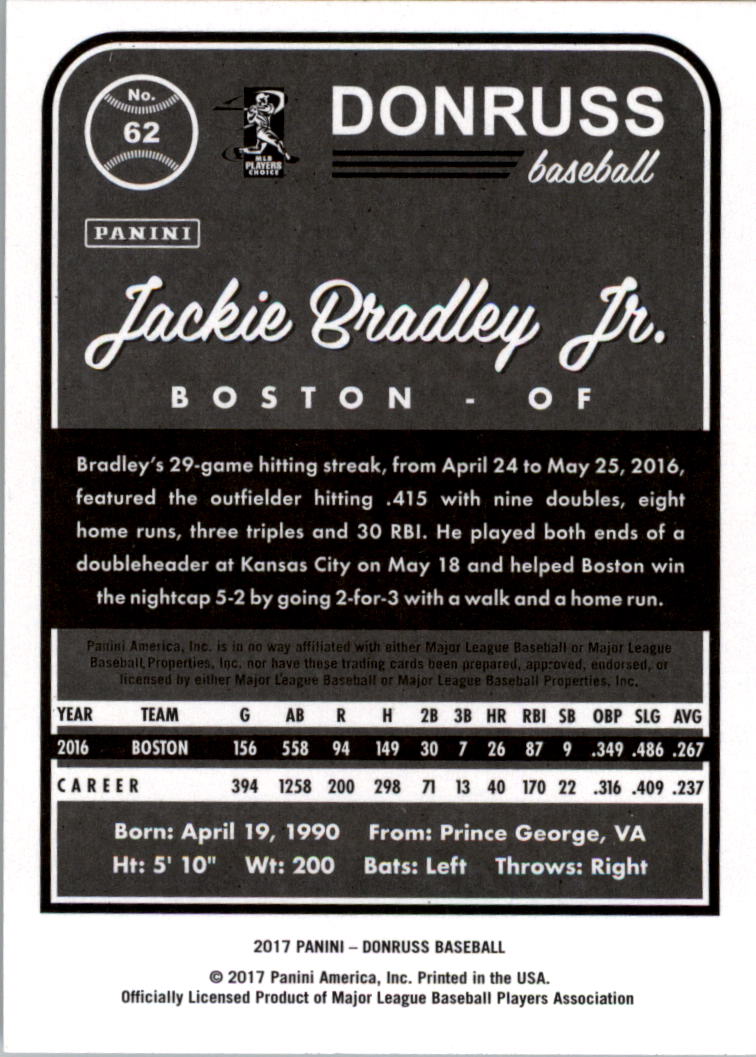 No.
62
MLB
PLAYERS
CHOICE
DONRUSS
baseball
PANINI
Jackie Bradley Jr.
BOSTON - OF
Bradley's 29-game hitting streak, from April 24 to May 25, 2016,
featured the outfielder hitting .415 with nine doubles, eight
home runs, three triples and 30 RBI. He played both ends of a
doubleheader at Kansas City on May 18 and helped Boston win
the nightcap 5-2 by going 2-for-3 with a walk and a home run.
Panini America, Inc. is in no way affiliated with either Major League Baseball or Major League
Baseball Properties, Inc. nor have these trading cards been prepared, approved, endorsed, or
licensed by either Major League Baseball or Major League Baseball Properties, Inc.
YEAR TEAM G AB R H 2B 3B HR RBI SB OBP SLG AVG
2016 BOSTON 156 558 94 149 30 7 26 87 9 .349 .486 .267
CAREER 394 1258 200 298 71 13 40 170 22 .316 .409 .237
Born: April 19, 1990 From: Prince George, VA
Ht: 5' 10" Wt: 200 Bats: Left Throws: Right
2017 PANINI – DONRUSS BASEBALL
© 2017 Panini America, Inc. Printed in the USA.
Officially Licensed Product of Major League Baseball Players Association